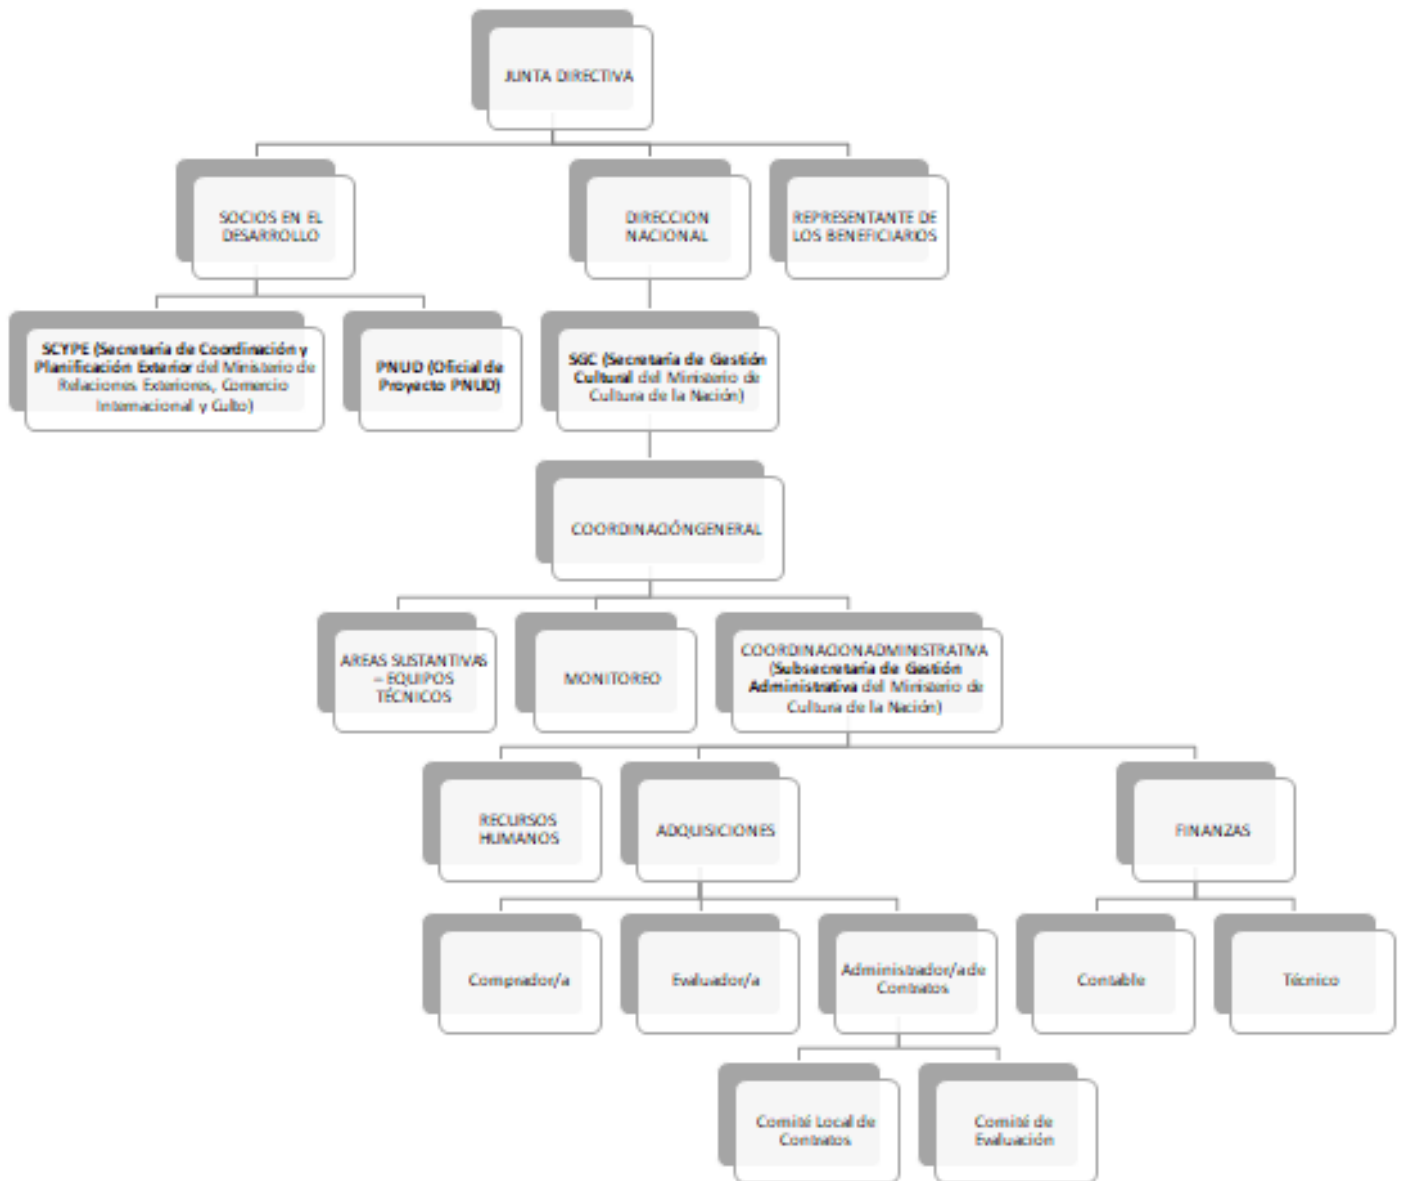 JUNTA DIRECTIVA
SOCIOS EN EL
DESARROLLO
DIRECCION
NACIONAL
REPRESENTANTE DE
LOS BENEFICIARIOS
SCYPE (Secretaría de Coordinación y
Planificación Exterior del Ministerio de
Relaciones Exteriores, Comercio
Internacional y Culto)
PNUD (Oficial de
Proyecto PNUD)
SGC (Secretaría de Gestión
Cultural del Ministerio de
Cultura de la Nación)
COORDINACIÓNGENERAL
AREAS SUSTANTIVAS
– EQUIPOS
TÉCNICOS
MONITOREO
COORDINACIONADMINISTRATIVA
(Subsecretaría de Gestión
Administrativa del Ministerio de
Cultura de la Nación)
RECURSOS
HUMANOS
ADQUISICIONES
FINANZAS
Comprador/a
Evaluador/a
Administrador/a de
Contratos
Contable
Técnico
Comité Local de
Contratos
Comité de
Evaluación